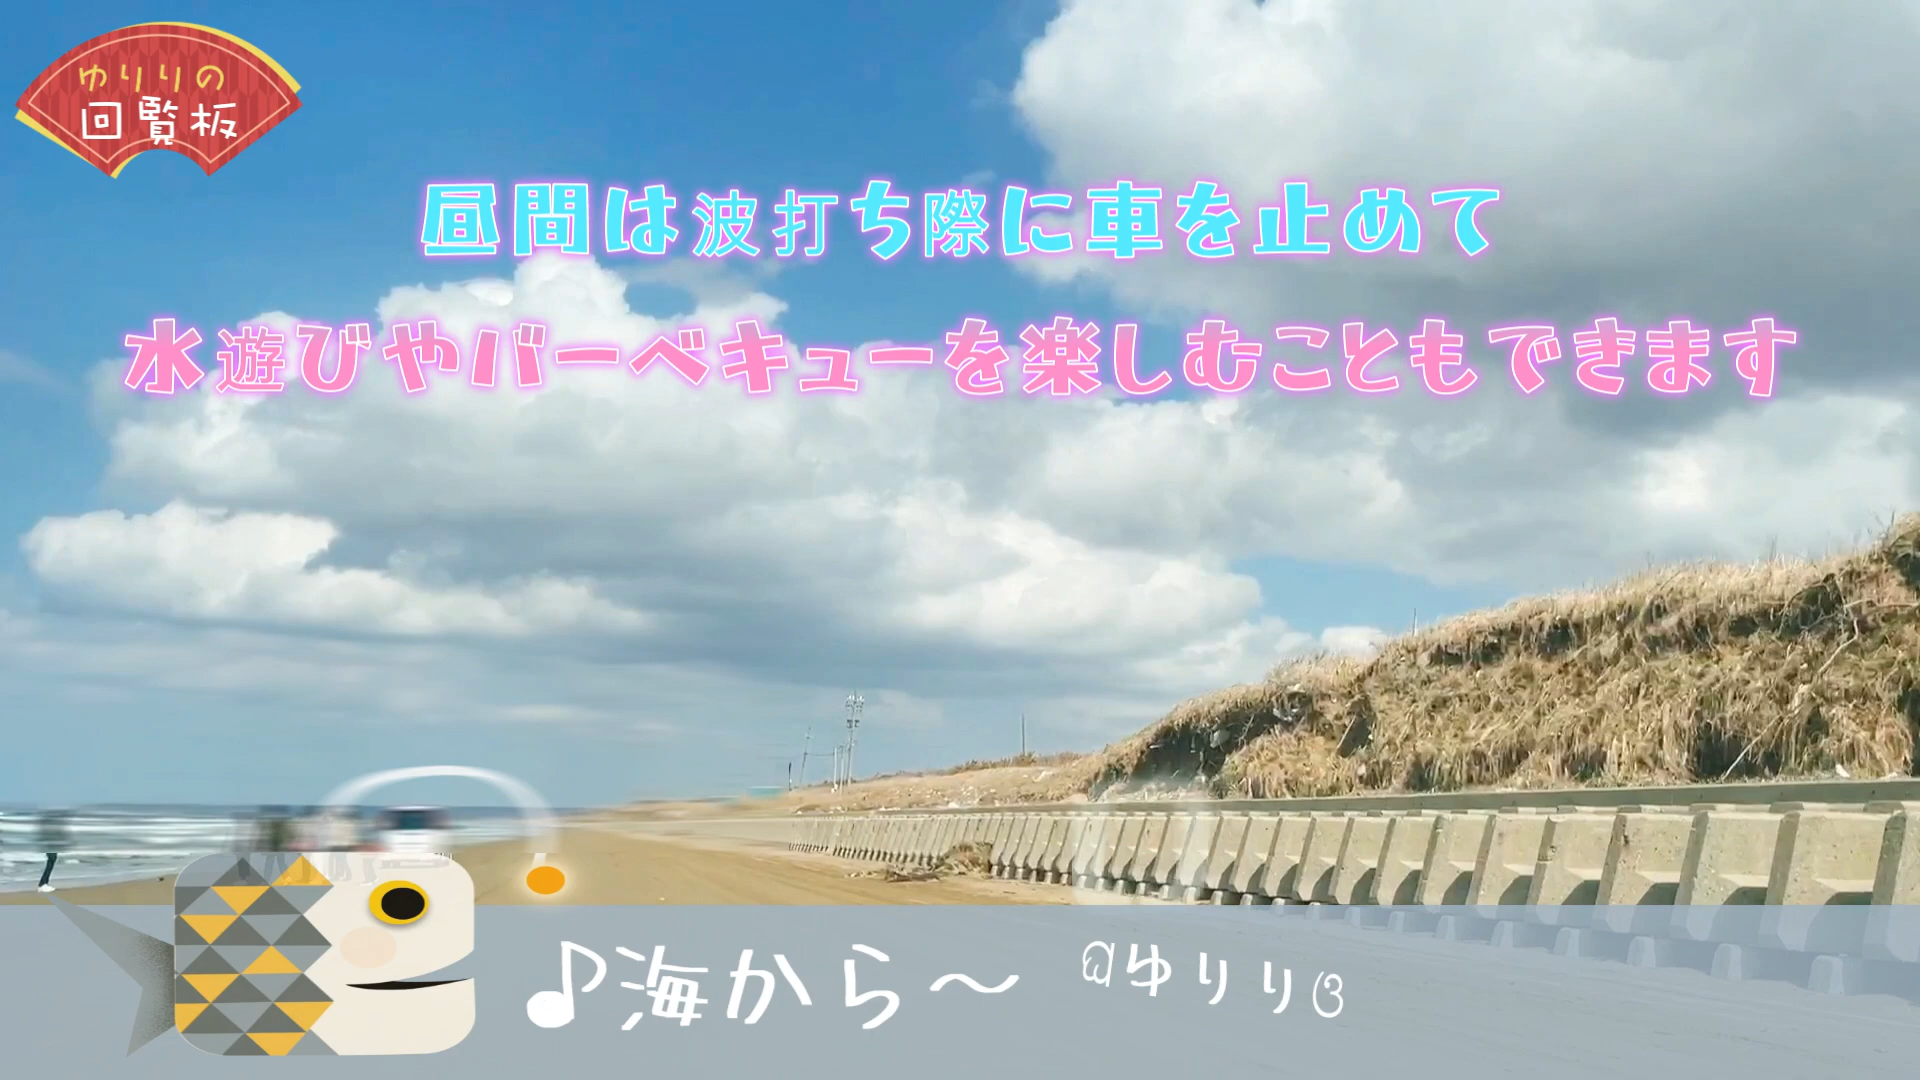 ゆりりの
回覧板
昼間は波打ち際に車を止めて
水遊びやバーベキューを楽しむこともできます
♪海から～ ଘゆりりଓ